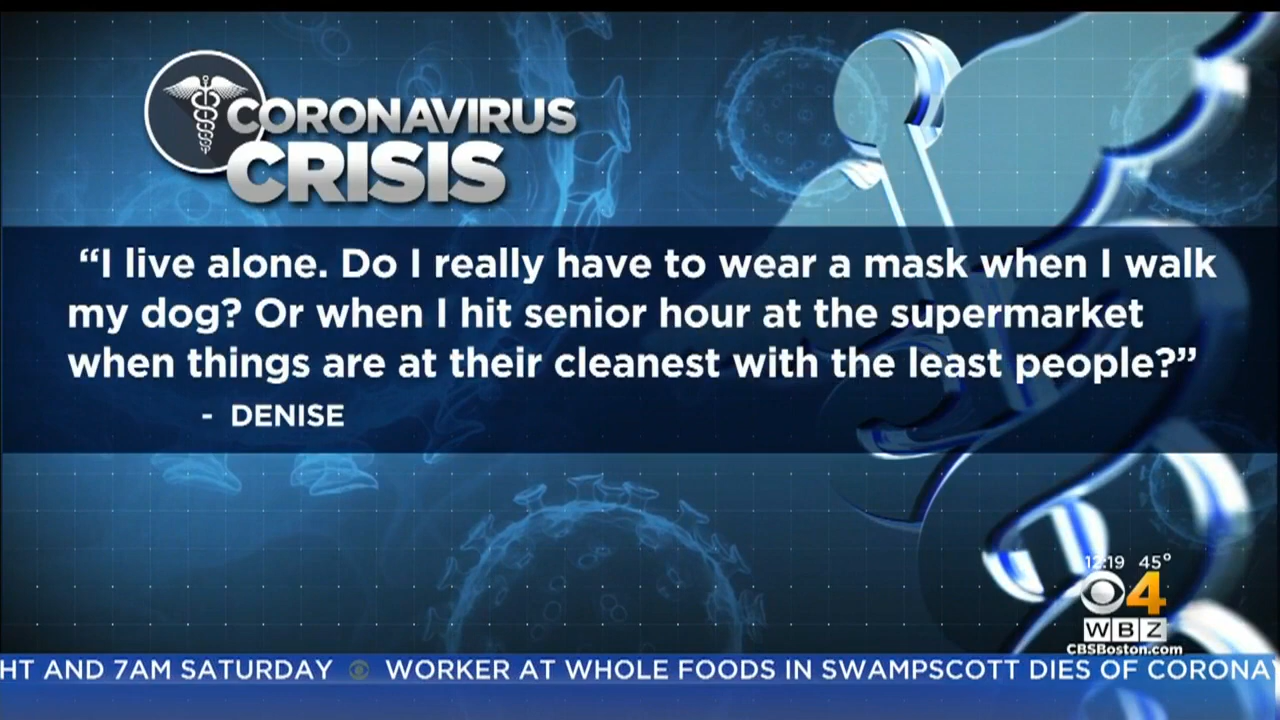 CORONAVIRUS
CRISIS
“I live alone. Do I really have to wear a mask when I walk
my dog? Or when I hit senior hour at the supermarket
when things are at their cleanest with the least people?”
- DENISE
12:19 45°
4
WBZ
CBSBoston.com
HT AND 7AM SATURDAY WORKER AT WHOLE FOODS IN SWAMPSCOTT DIES OF CORONA